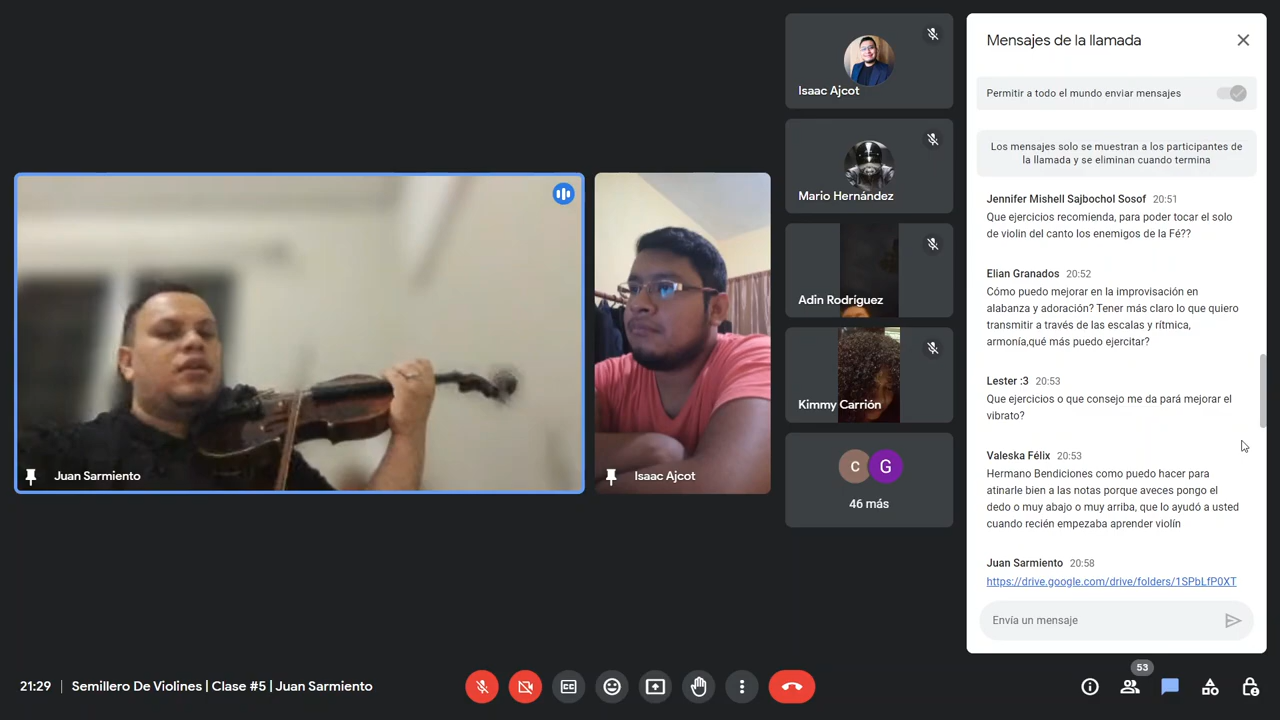 Isaac Ajcot
Mario Hernández
Adin Rodríguez
Kimmy Carrión
C G
46 más
Juan Sarmiento
Isaac Ajcot
Mensajes de la llamada
Permitir a todo el mundo enviar mensajes
Los mensajes solo se muestran a los participantes de
la llamada y se eliminan cuando termina
Jennifer Mishell Sajbochol Sosof 20:51
Que ejercicios recomienda, para poder tocar el solo
de violin del canto los enemigos de la Fé??
Elian Granados 20:52
Cómo puedo mejorar en la improvisación en
alabanza y adoración? Tener más claro lo que quiero
transmitir a través de las escalas y rítmica,
armonía,qué más puedo ejercitar?
Lester :3 20:53
Que ejercicios o que consejo me da pará mejorar el
vibrato?
Valeska Félix 20:53
Hermano Bendiciones como puedo hacer para
atinarle bien a las notas porque aveces pongo el
dedo o muy abajo o muy arriba, que lo ayudó a usted
cuando recién empezaba aprender violín
Juan Sarmiento 20:58
https://drive.google.com/drive/folders/1SPbLfP0XT
Envía un mensaje
21:29 | Semillero De Violines | Clase #5 | Juan Sarmiento
53